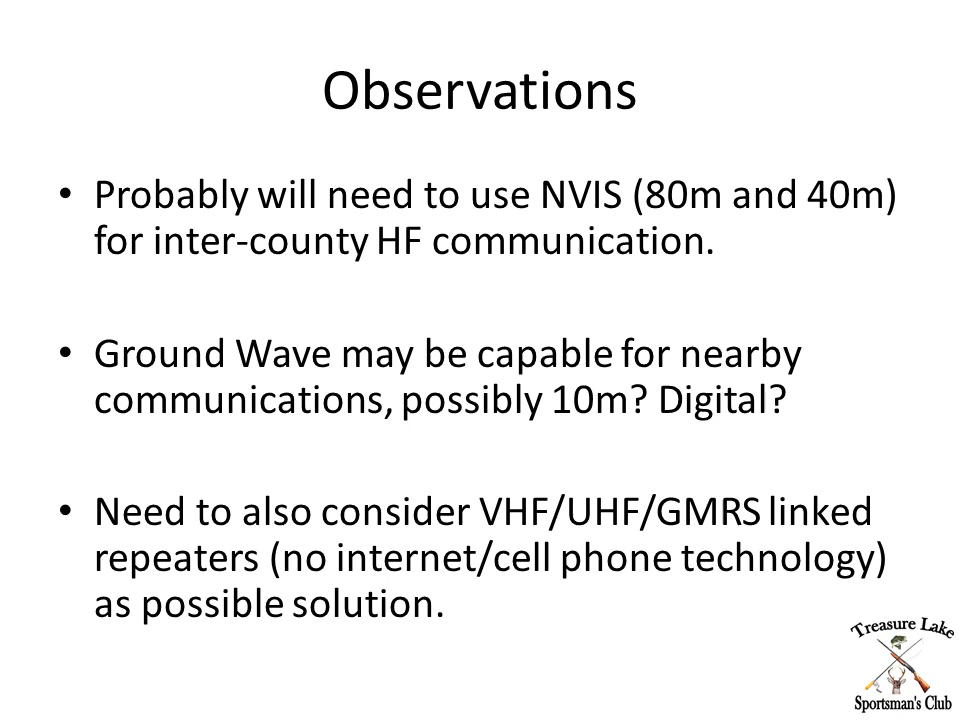 Observations
• Probably will need to use NVIS (80m and 40m)
for inter-county HF communication.
• Ground Wave may be capable for nearby
communications, possibly 10m? Digital?
• Need to also consider VHF/UHF/GMRS linked
repeaters (no internet/cell phone technology)
as possible solution.
Treasure Lake
Sportsman's Club